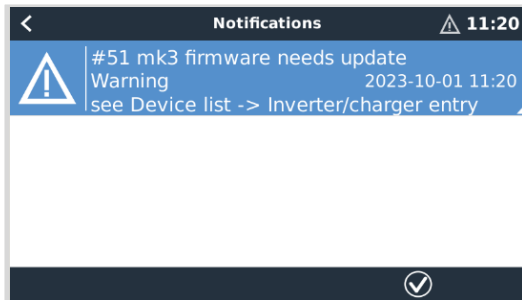 Notifications 11:20
#51 mk3 firmware needs update
Warning 2023-10-01 11:20
see Device list -> Inverter/charger entry